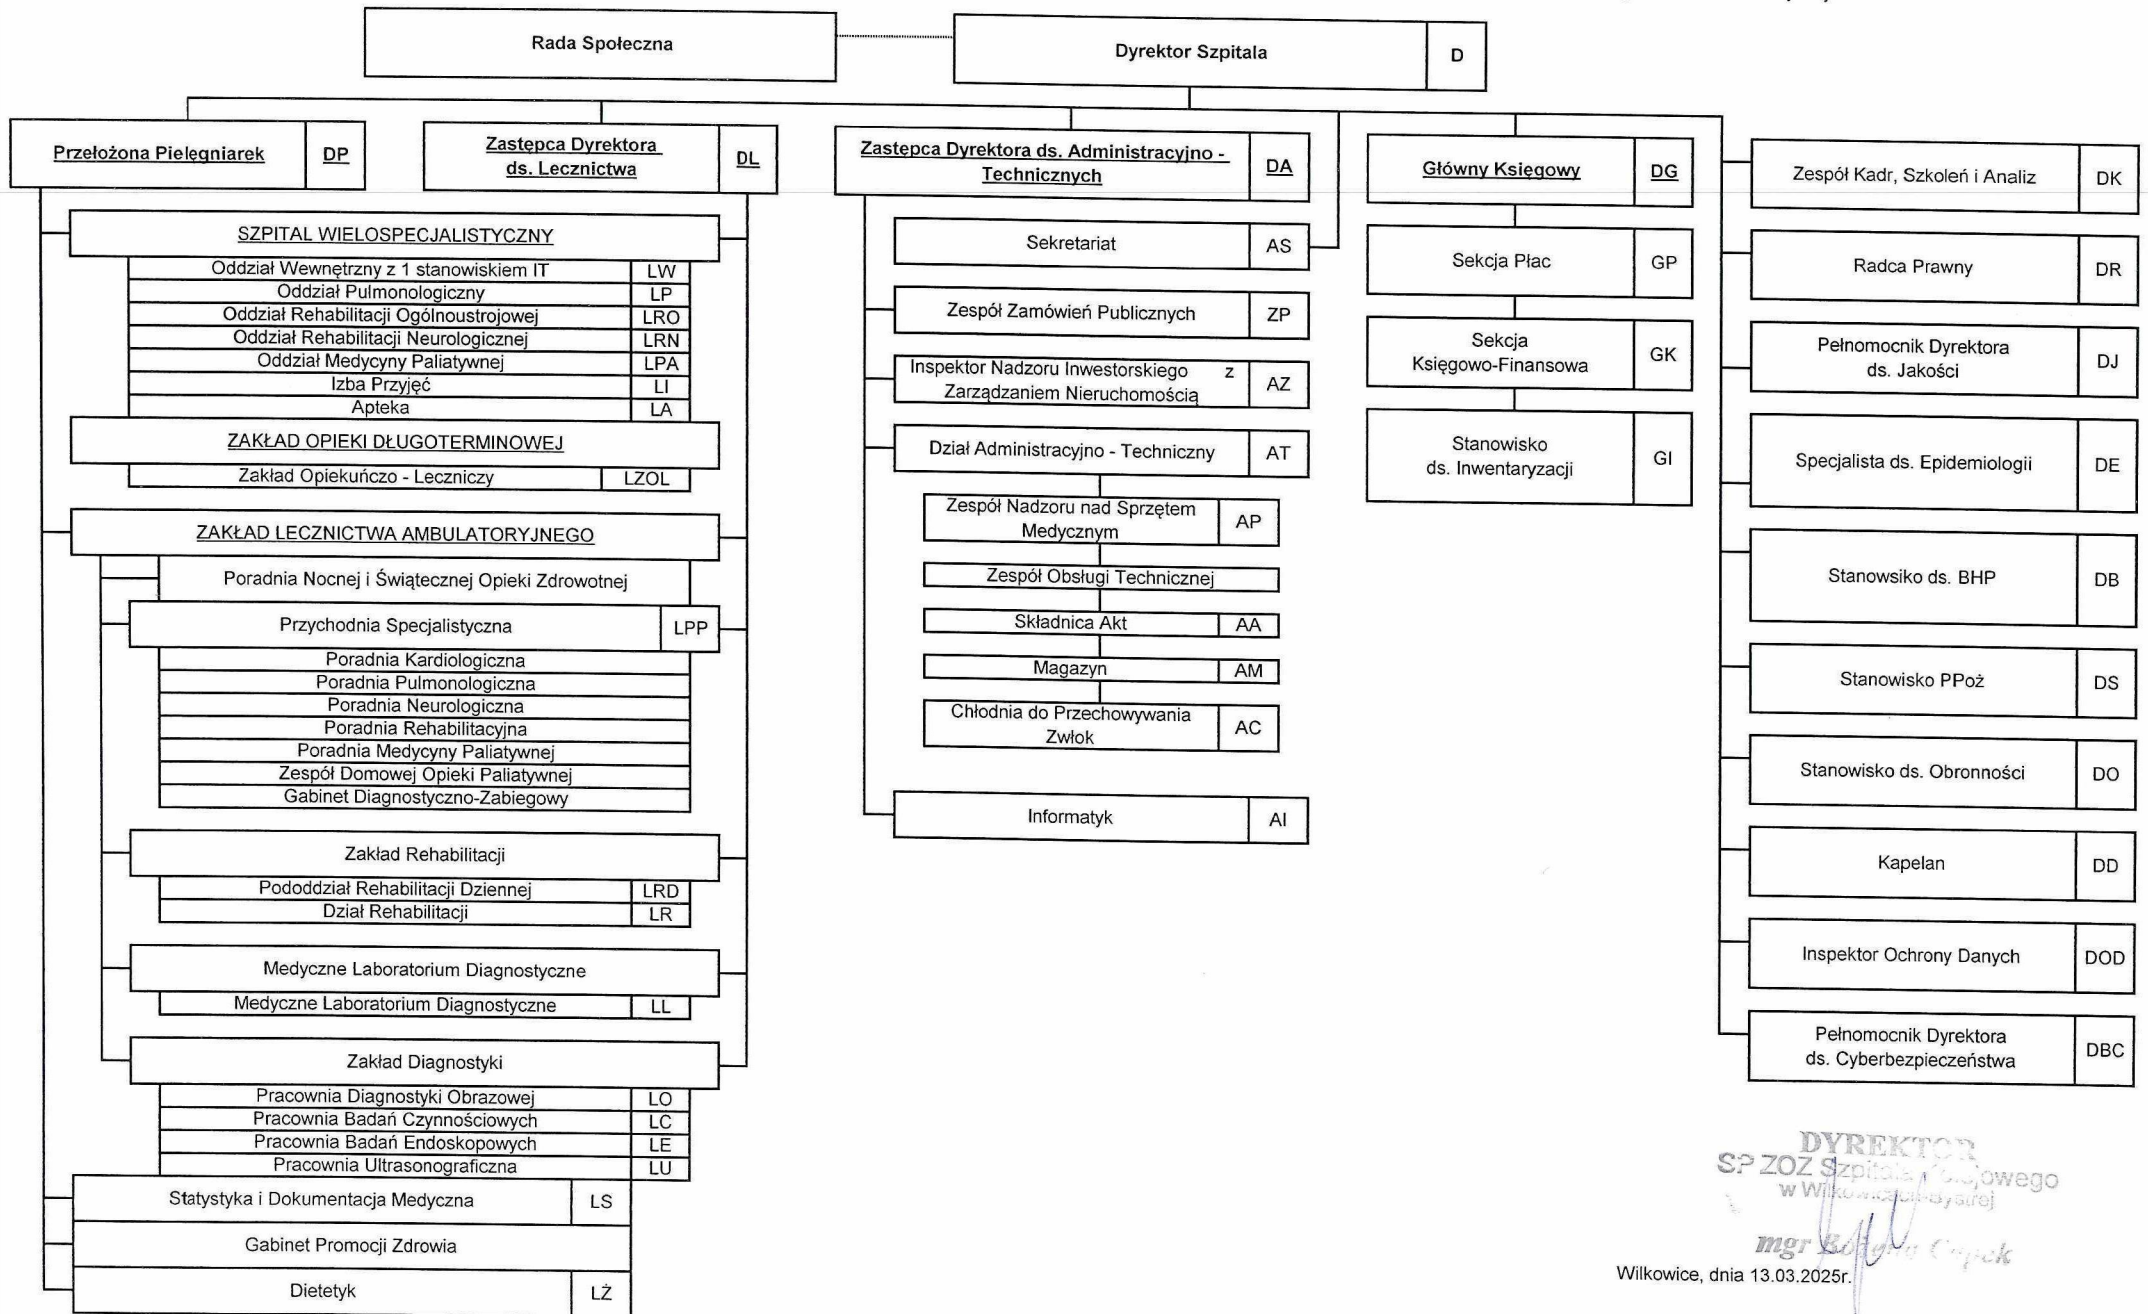 Rada Społeczna
Dyrektor Szpitala
D
Przełożona Pielęgniarek
DP
Zastępca Dyrektora
ds. Lecznictwa
DL
Zastępca Dyrektora ds. Administracyjno -
Technicznych
DA
Główny Księgowy
DG
SZPITAL WIELOSPECJALISTYCZNY
Oddział Wewnętrzny z 1 stanowiskiem IT
LW
Oddział Pulmonologiczny
LP
Oddział Rehabilitacji Ogólnoustrojowej
LRO
Oddział Rehabilitacji Neurologicznej
LRN
Oddział Medycyny Paliatywnej
LPA
Izba Przyjęć
LI
Apteka
LA
ZAKŁAD OPIEKI DŁUGOTERMINOWEJ
Zakład Opiekuńczo - Leczniczy
LZOL
ZAKŁAD LECZNICTWA AMBULATORYJNEGO
Poradnia Nocnej i Świątecznej Opieki Zdrowotnej
Przychodnia Specjalistyczna
LPP
Poradnia Kardiologiczna
Poradnia Pulmonologiczna
Poradnia Neurologiczna
Poradnia Rehabilitacyjna
Poradnia Medycyny Paliatywnej
Zespół Domowej Opieki Paliatywnej
Gabinet Diagnostyczno-Zabiegowy
Zakład Rehabilitacji
Pododdział Rehabilitacji Dziennej
LRD
Dział Rehabilitacji
LR
Medyczne Laboratorium Diagnostyczne
Medyczne Laboratorium Diagnostyczne
LL
Zakład Diagnostyki
Pracownia Diagnostyki Obrazowej
LO
Pracownia Badań Czynnościowych
LC
Pracownia Badań Endoskopowych
LE
Pracownia Ultrasonograficzna
LU
Statystyka i Dokumentacja Medyczna
LS
Gabinet Promocji Zdrowia
Dietetyk
LŻ
Sekretariat
AS
Zespół Zamówień Publicznych
ZP
Inspektor Nadzoru Inwestorskiego z
Zarządzaniem Nieruchomością
AZ
Dział Administracyjno - Techniczny
AT
Zespół Nadzoru nad Sprzętem
Medycznym
AP
Zespół Obsługi Technicznej
Składnica Akt
AA
Magazyn
AM
Chłodnia do Przechowywania
Zwłok
AC
Informatyk
AI
Sekcja Płac
GP
Sekcja
Księgowo-Finansowa
GK
Stanowisko
ds. Inwentaryzacji
GI
Zespół Kadr, Szkoleń i Analiz
DK
Radca Prawny
DR
Pełnomocnik Dyrektora
ds. Jakości
DJ
Specjalista ds. Epidemiologii
DE
Stanowsiko ds. BHP
DB
Stanowisko PPoż
DS
Stanowisko ds. Obronności
DO
Kapelan
DD
Inspektor Ochrony Danych
DOD
Pełnomocnik Dyrektora
ds. Cyberbezpieczeństwa
DBC
DYREKTOR
SP ZOZ Szpitala
mgr
Wilkowice, dnia 13.03.2025r.